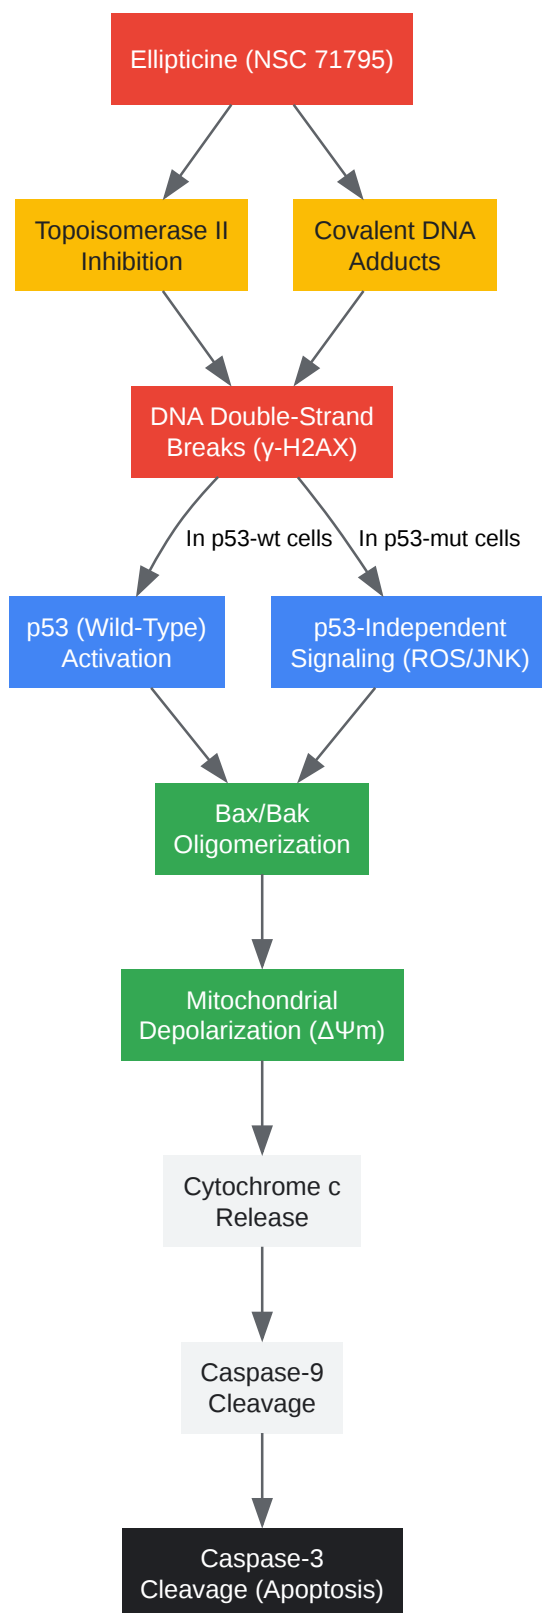 Ellipticine (NSC 71795)
Topoisomerase II
Inhibition
Covalent DNA
Adducts
DNA Double-Strand
Breaks (γ-H2AX)
In p53-wt cells
In p53-mut cells
p53 (Wild-Type)
Activation
p53-Independent
Signaling (ROS/JNK)
Bax/Bak
Oligomerization
Mitochondrial
Depolarization (ΔΨm)
Cytochrome c
Release
Caspase-9
Cleavage
Caspase-3
Cleavage (Apoptosis)